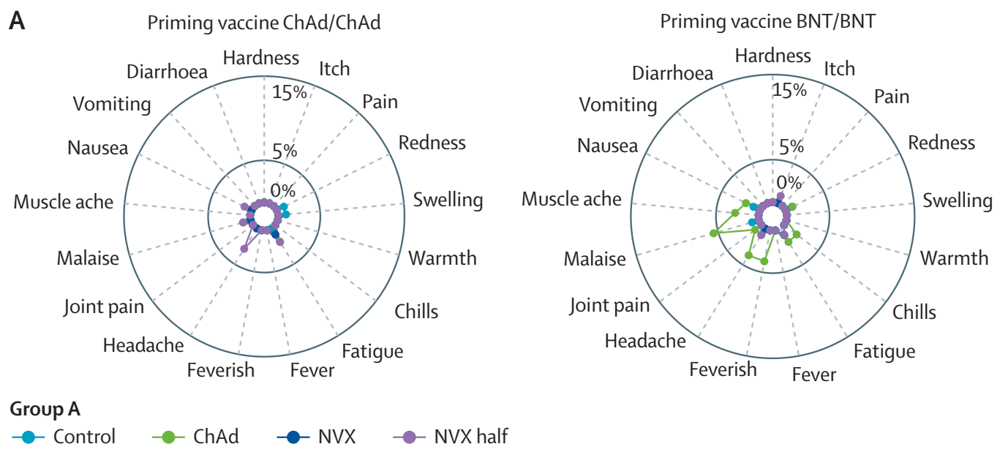 A
Priming vaccine ChAd/ChAd
Hardness
Itch
Pain
Redness
Swelling
Warmth
Chills
Fatigue
Fever
Feverish
Headache
Joint pain
Malaise
Muscle ache
Nausea
Vomiting
Diarrhoea
15%
5%
0%
Priming vaccine BNT/BNT
Hardness
Itch
Pain
Redness
Swelling
Warmth
Chills
Fatigue
Fever
Feverish
Headache
Joint pain
Malaise
Muscle ache
Nausea
Vomiting
Diarrhoea
15%
5%
0%
Group A
Control
ChAd
NVX
NVX half